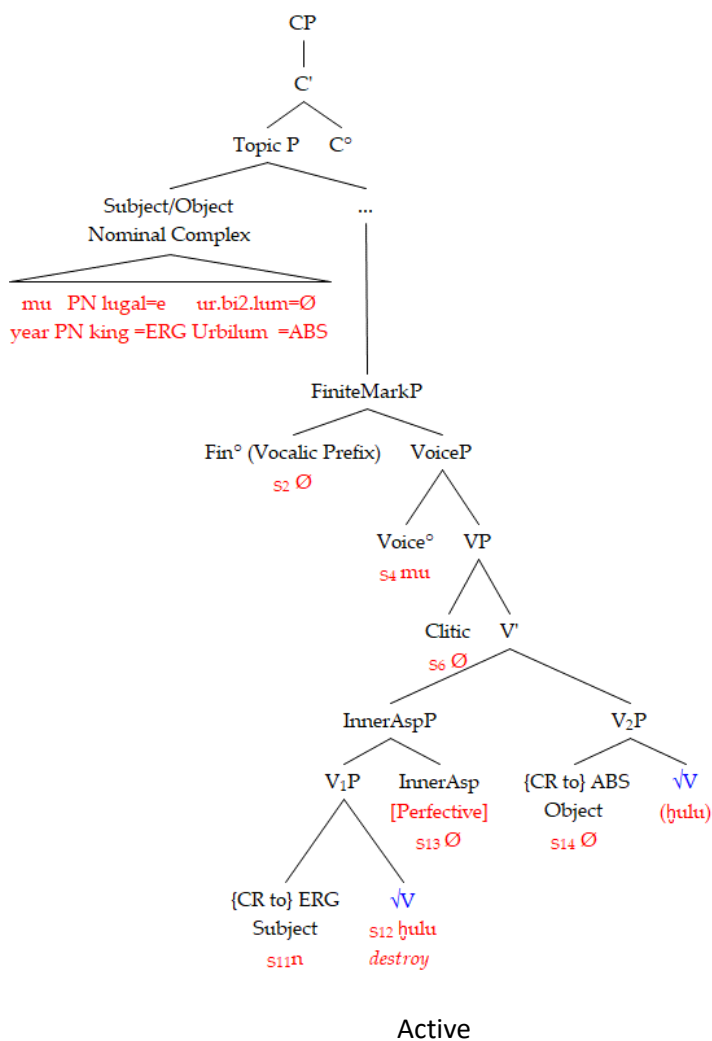 CP
C'
Topic P C°
Subject/Object ...
Nominal Complex
mu PN lugal=e ur.bi2.lum=Ø
year PN king =ERG Urbilum =ABS
FiniteMarkP
Fin° (Vocalic Prefix) VoiceP
S2 Ø
Voice° VP
S4 mu
Clitic V'
S6 Ø
InnerAspP V₂P
V₁P InnerAsp {CR to} ABS √V
[Perfective] Object (ḫulu)
S13 Ø S14 Ø
{CR to} ERG √V
Subject S12 ḫulu
S11n destroy
Active